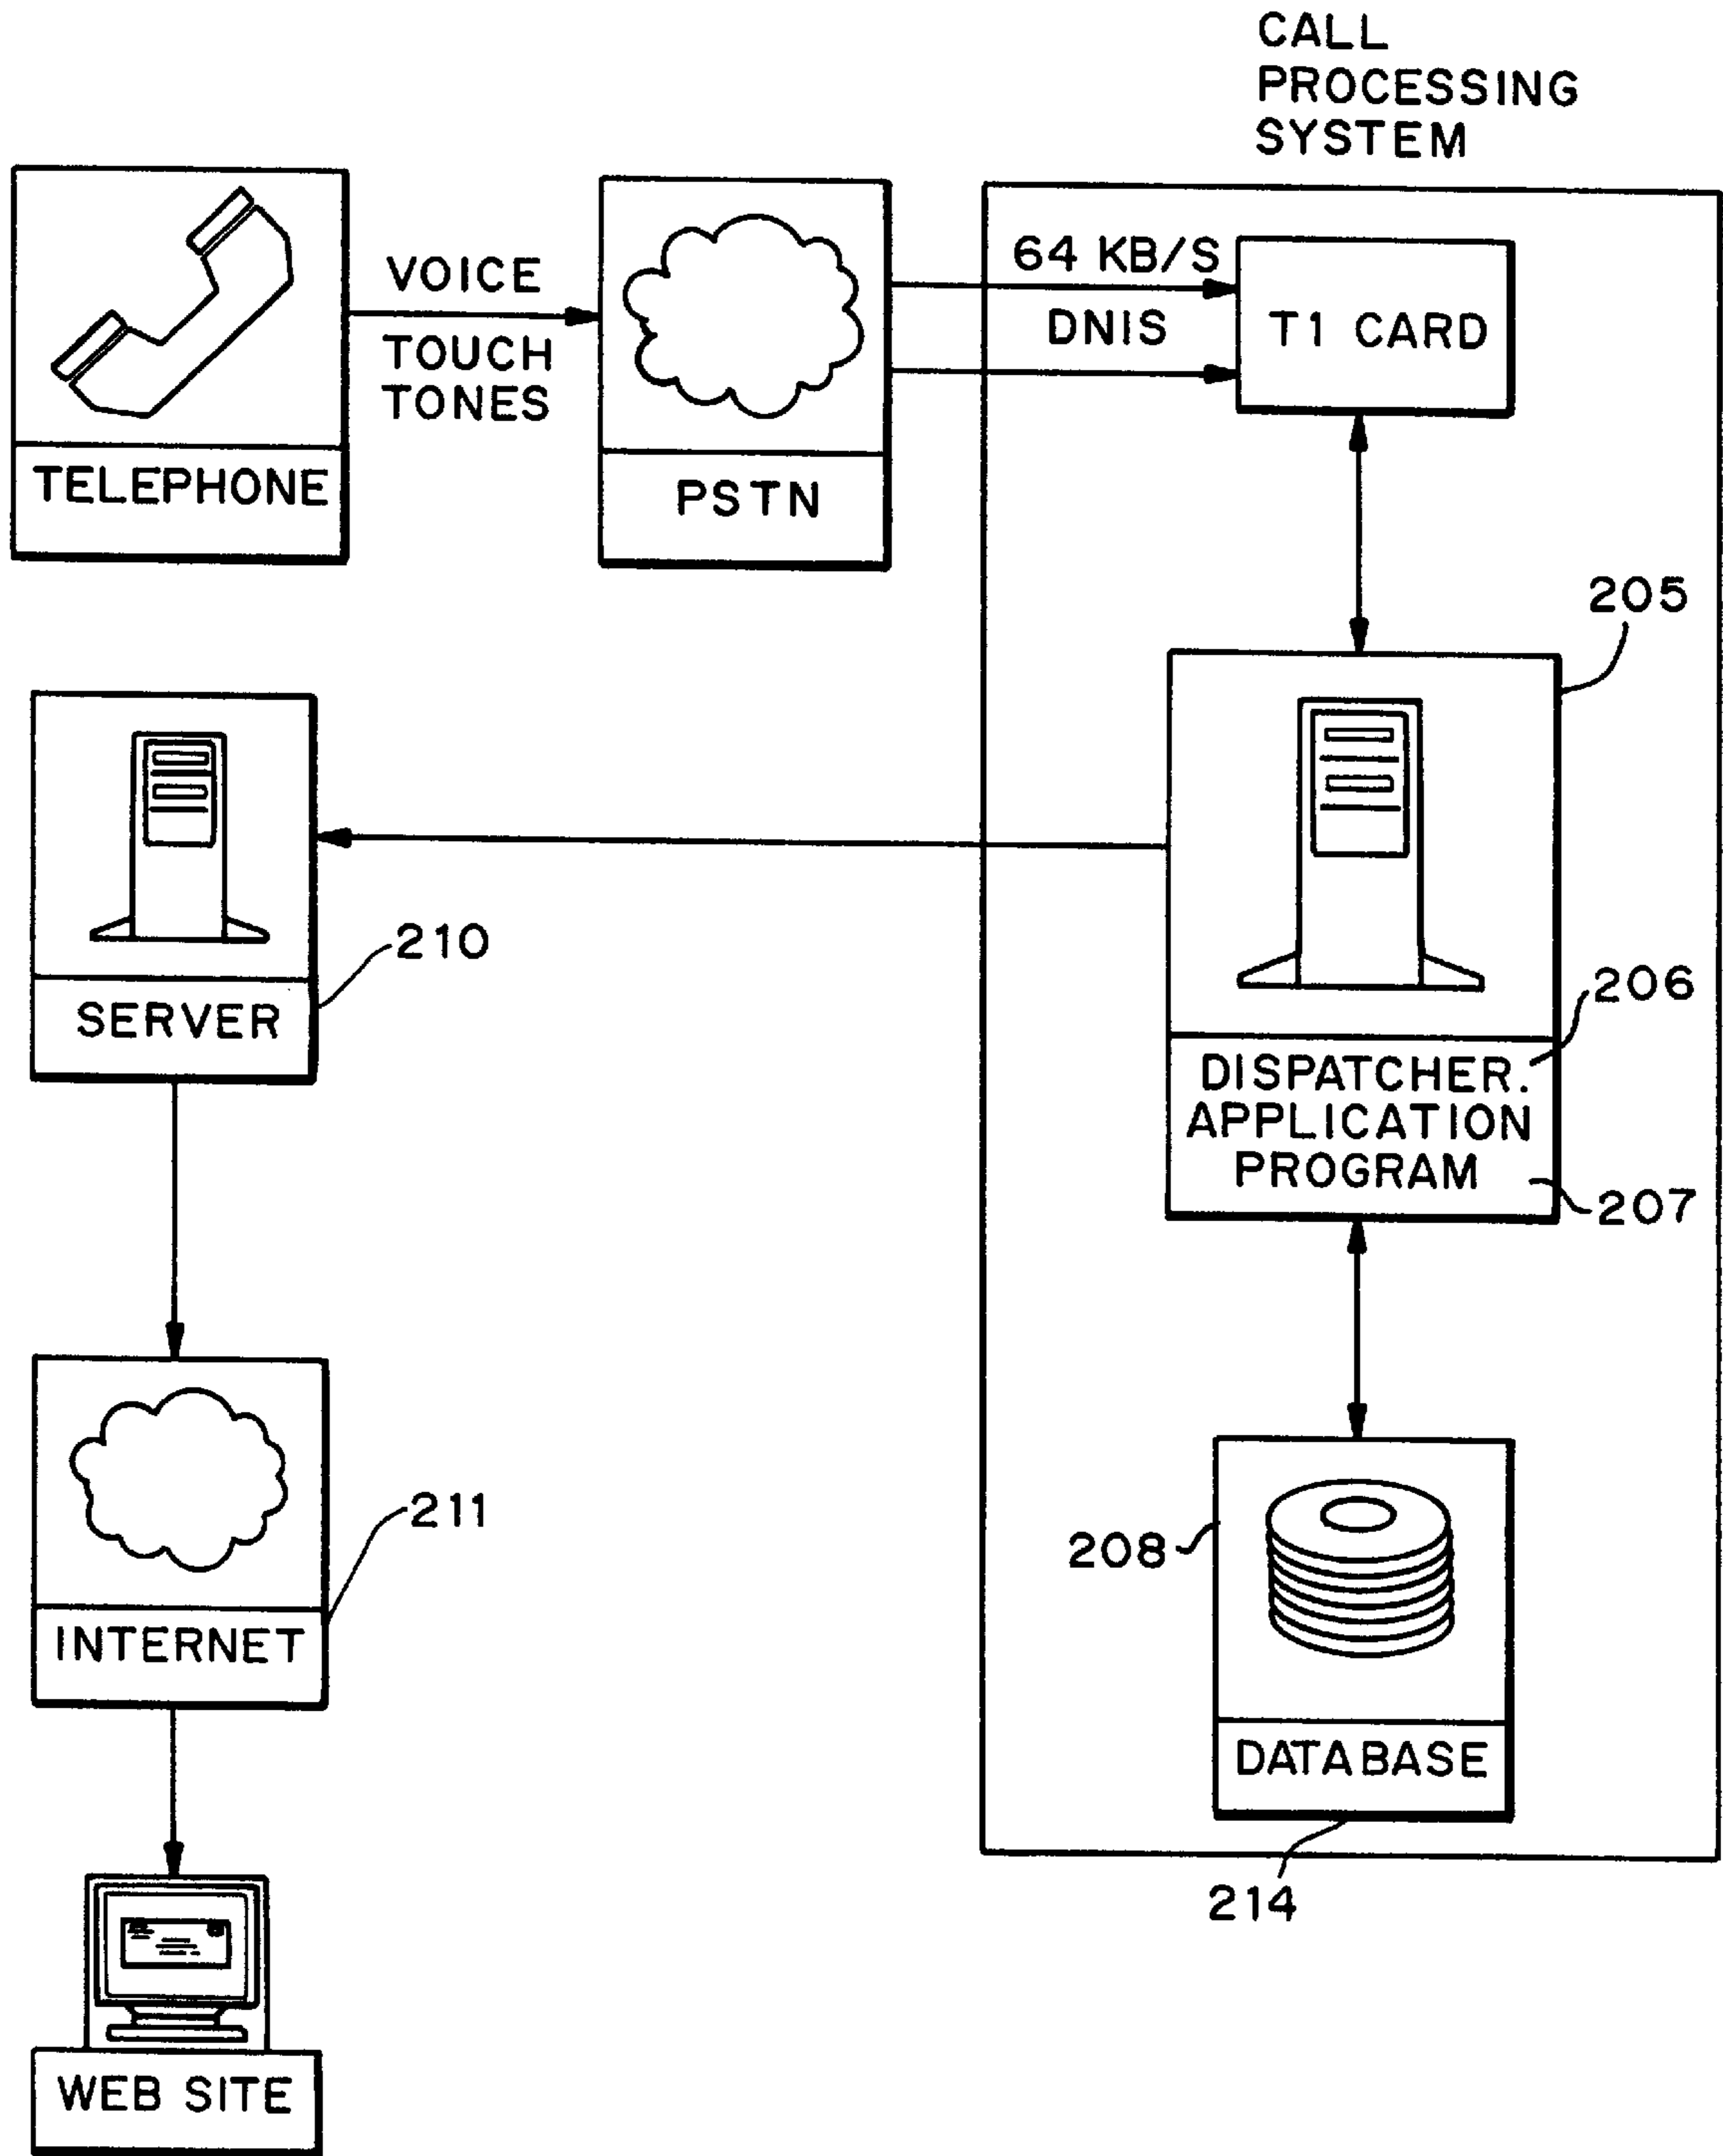 CALL
PROCESSING
SYSTEM
VOICE
TOUCH
TONES
64 KB/S
DNIS
T1 CARD
TELEPHONE
PSTN
205
210
SERVER
206
DISPATCHER.
APPLICATION
PROGRAM
207
211
INTERNET
208
DATABASE
214
WEB SITE